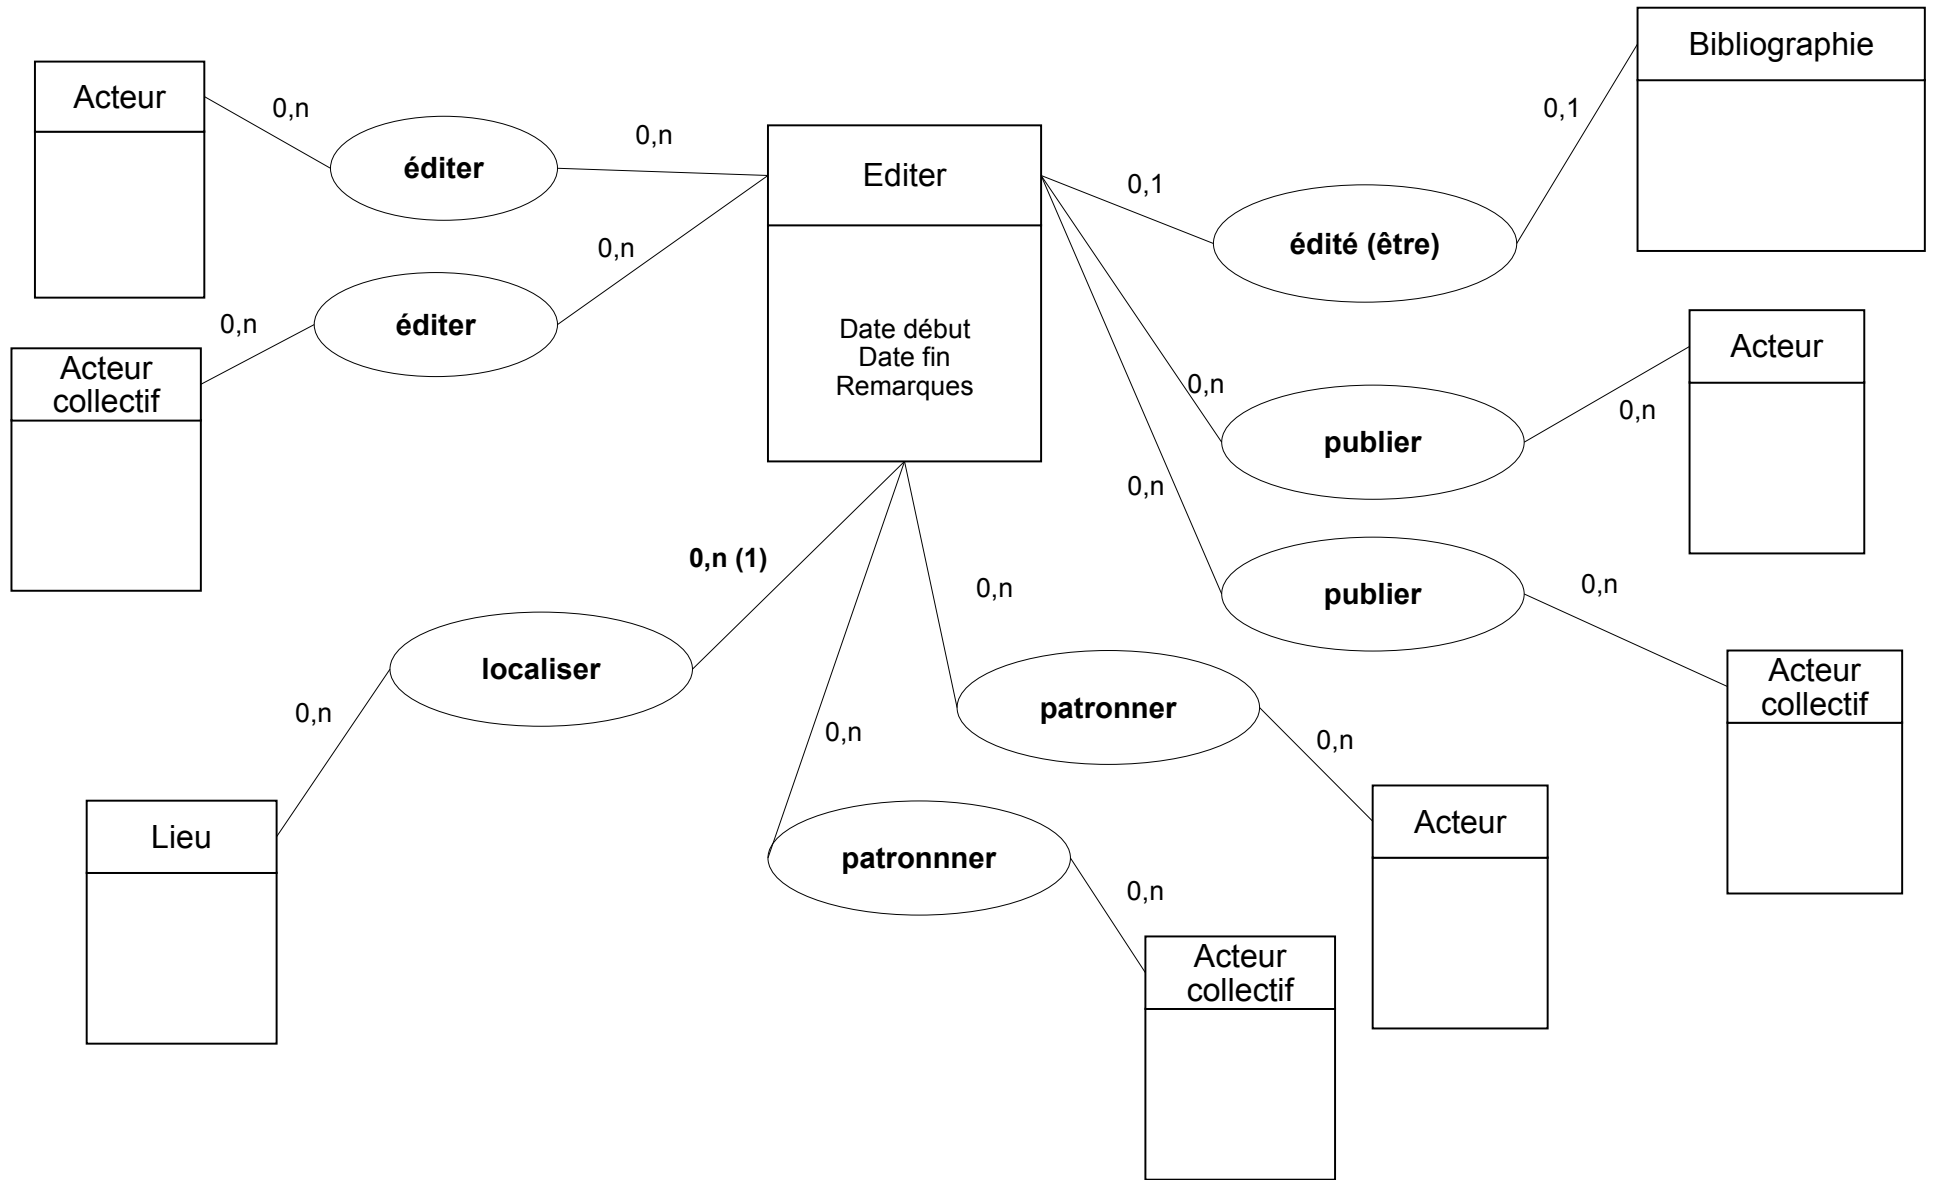 Bibliographie
Acteur
0,n
0,1
0,n
éditer
Editer
0,1
édité (être)
0,n
0,n
éditer
Date début
Date fin
Remarques
Acteur
Acteur
collectif
0,n
0,n
publier
0,n
0,n (1)
0,n
0,n
publier
localiser
Acteur
collectif
0,n
patronner
0,n
0,n
Lieu
Acteur
patronnner
0,n
Acteur
collectif